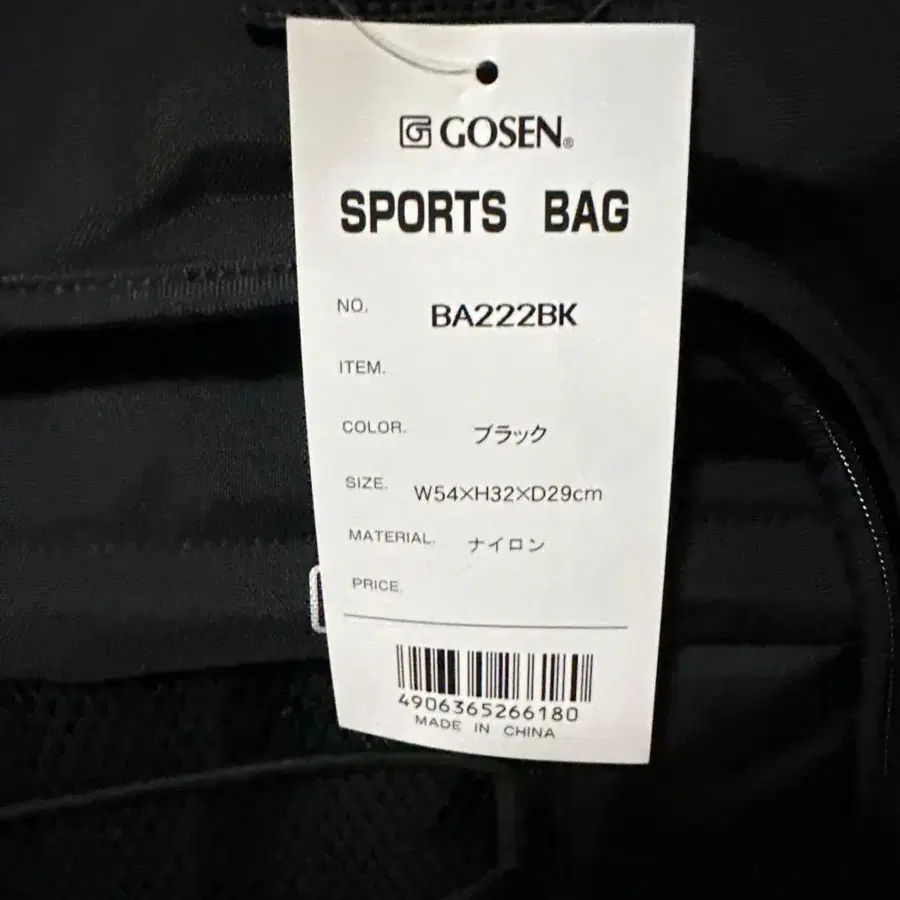 GOSEN®
SPORTS BAG
NO. BA222BK
ITEM.
COLOR. ブラック
SIZE. W54×H32×D29cm
MATERIAL. ナイロン
PRICE.
4906365266180
MADE IN CHINA